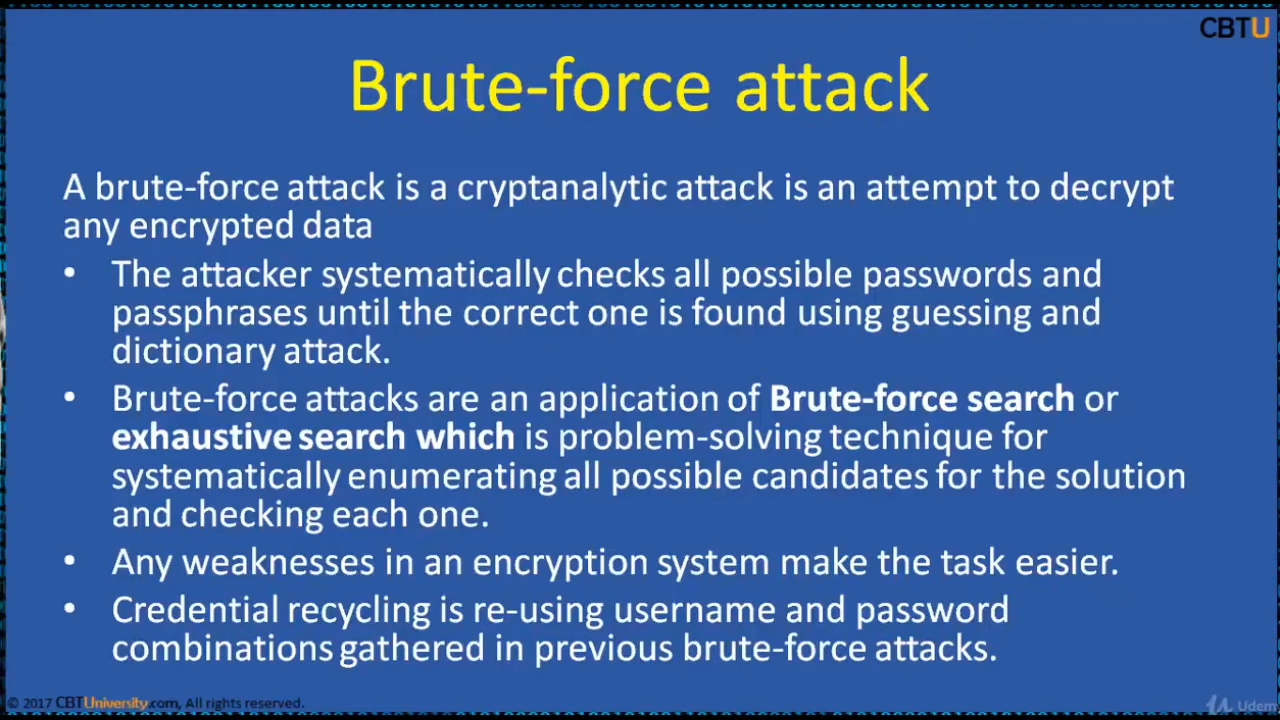 CBTU
Brute-force attack
A brute-force attack is a cryptanalytic attack is an attempt to decrypt
any encrypted data
• The attacker systematically checks all possible passwords and
passphrases until the correct one is found using guessing and
dictionary attack.
• Brute-force attacks are an application of Brute-force search or
exhaustive search which is problem-solving technique for
systematically enumerating all possible candidates for the solution
and checking each one.
• Any weaknesses in an encryption system make the task easier.
• Credential recycling is re-using username and password
combinations gathered in previous brute-force attacks.
© 2017 CBTUniversity.com, All rights reserved.